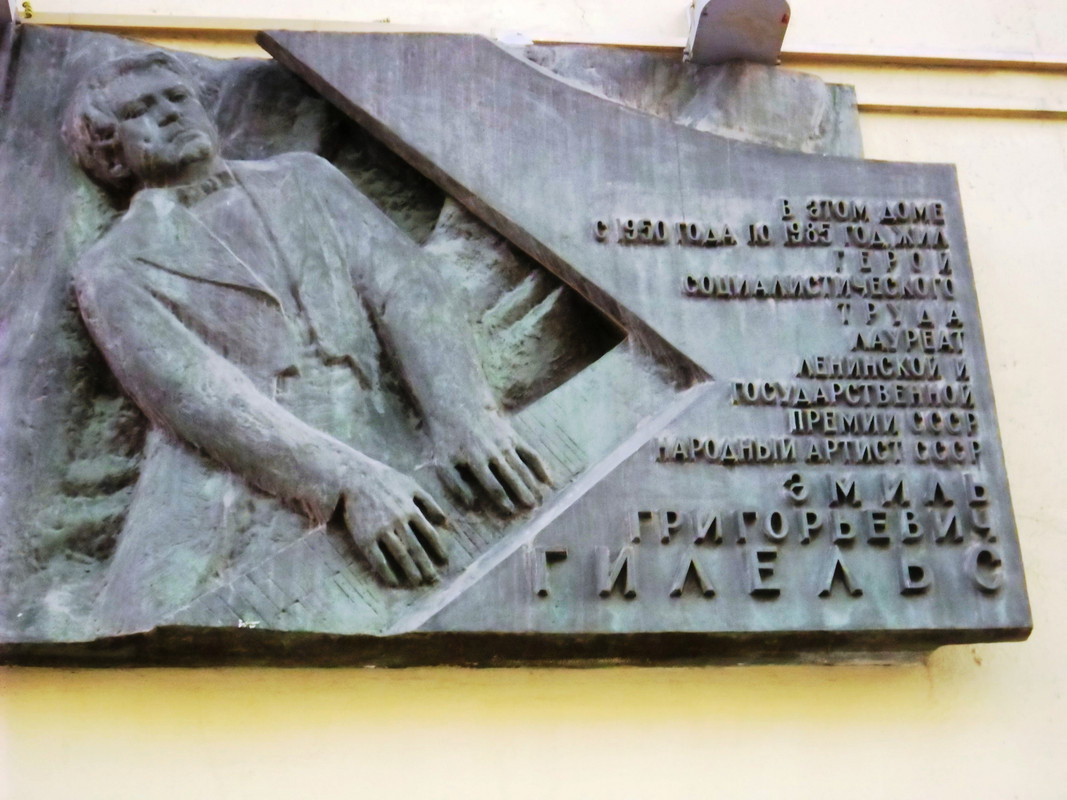 В ЭТОМ ДОМЕ
С 1950 ГОДА ПО 1985 ГОД ЖИЛ
ГЕРОЙ
СОЦИАЛИСТИЧЕСКОГО
ТРУДА
ЛАУРЕАТ
ЛЕНИНСКОЙ И
ГОСУДАРСТВЕННОЙ
ПРЕМИИ СССР
НАРОДНЫЙ АРТИСТ СССР
ЭМИЛЬ
ГРИГОРЬЕВИЧ
ГИЛЕЛЬС